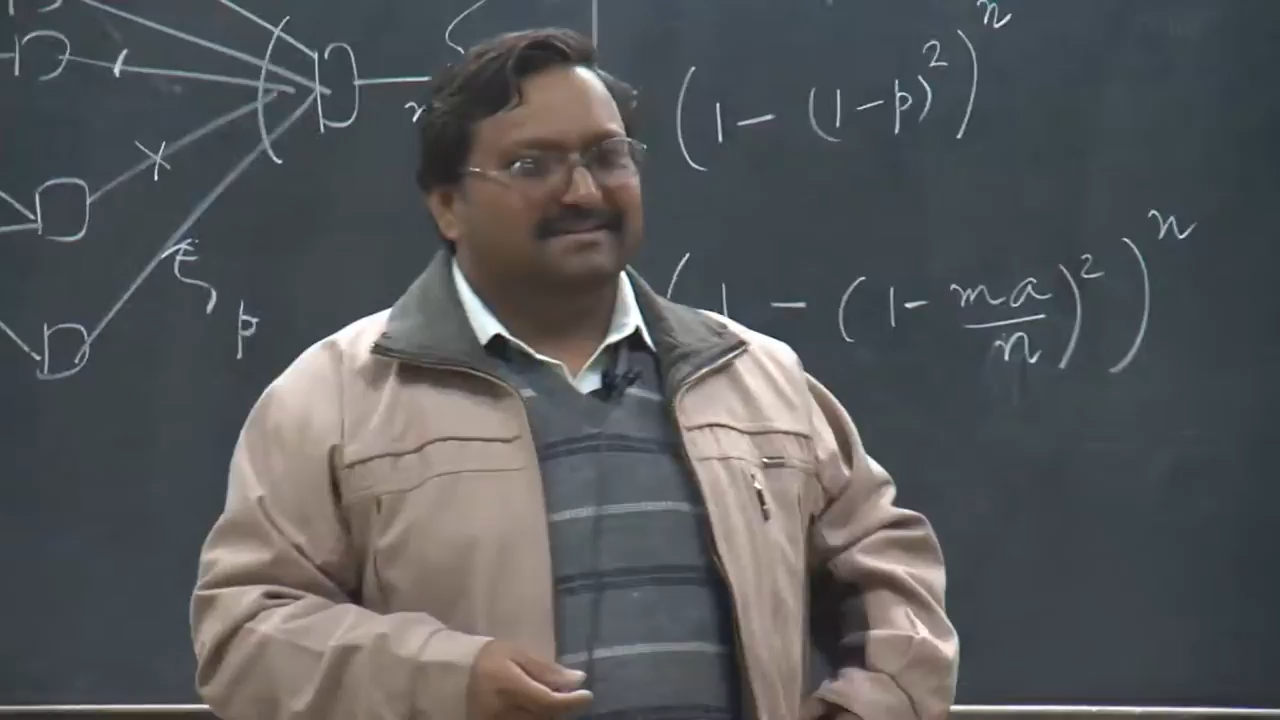 (1 - (1-p)²)ⁿ
(1 - (1 - ma/n)²)ⁿ
p